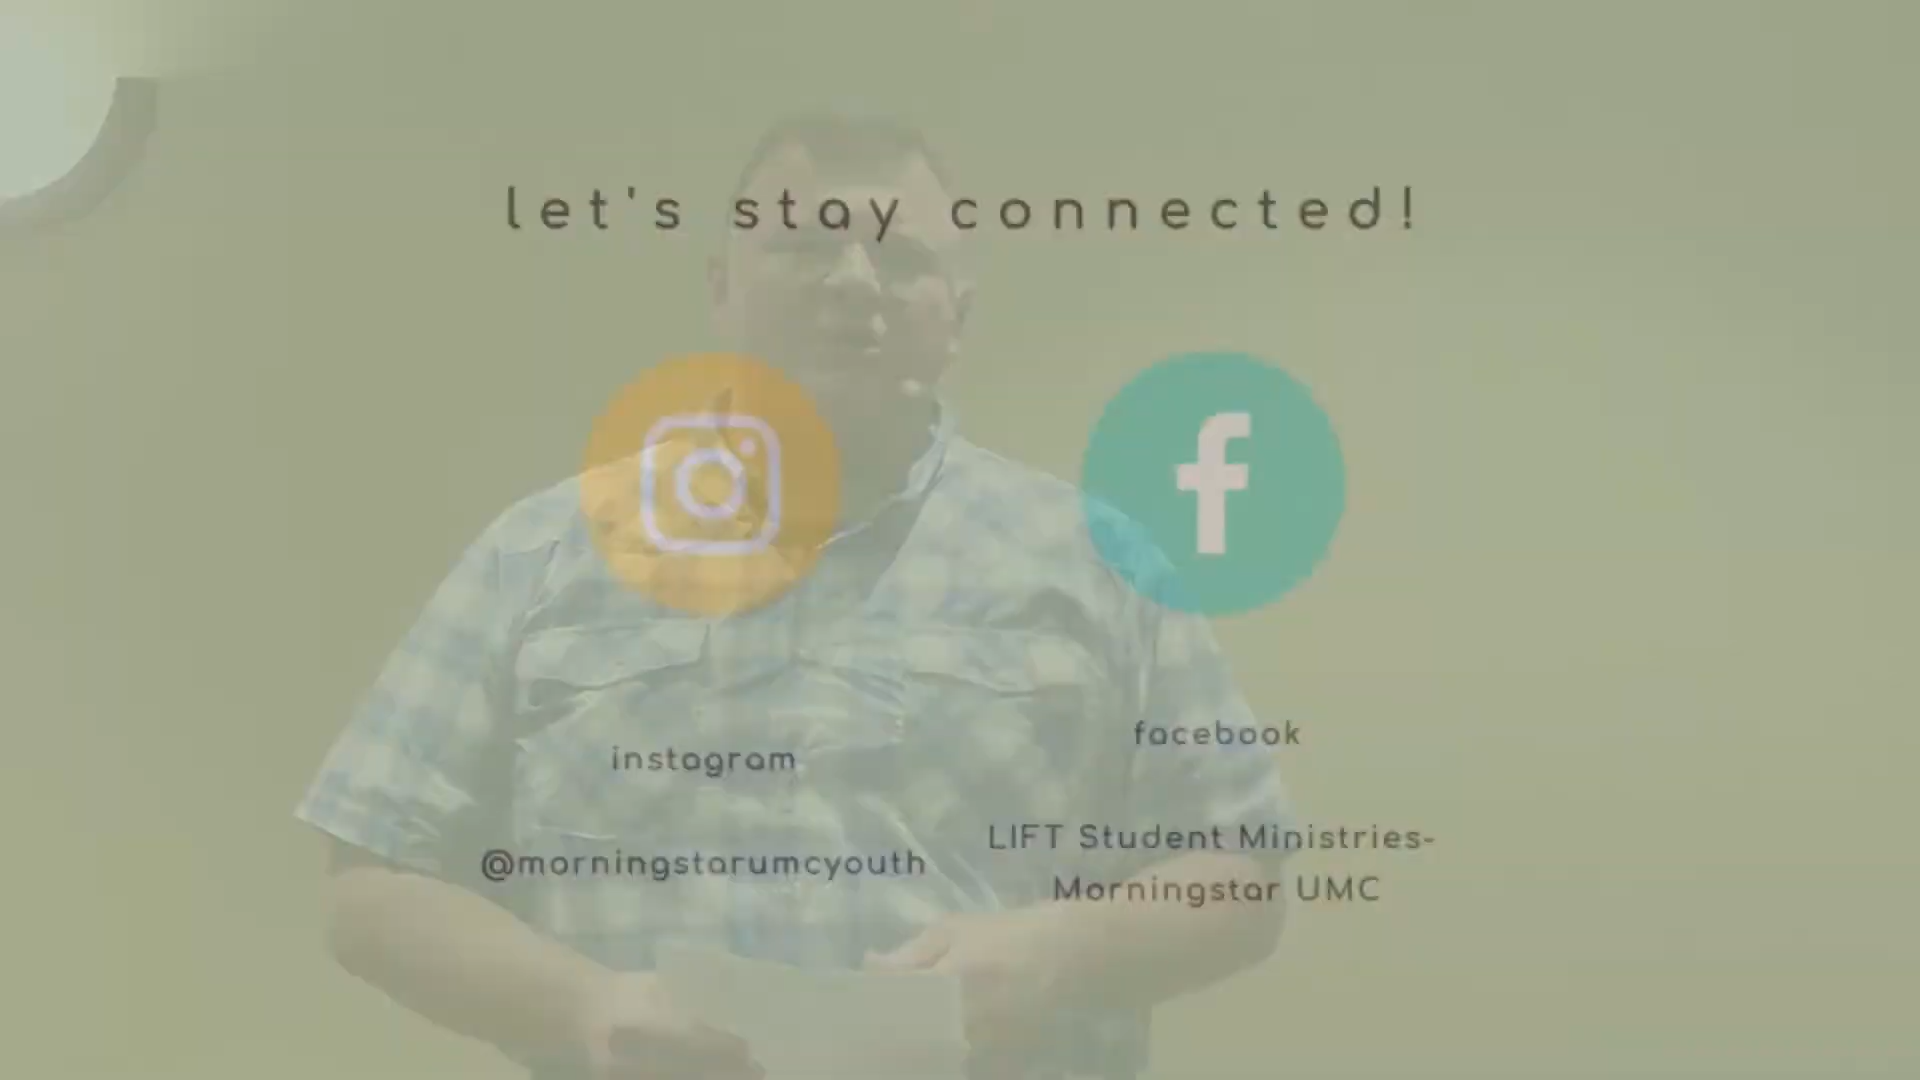 let's stay connected!
instagram
@morningstarumcyouth
facebook
LIFT Student Ministries-
Morningstar UMC